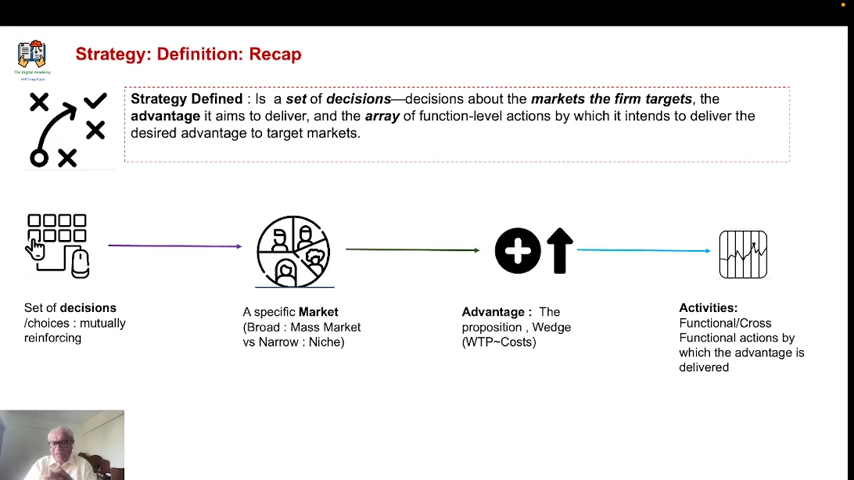 Strategy: Definition: Recap
The Digital Academy
Strategy Defined : Is a set of decisions—decisions about the markets the firm targets, the
advantage it aims to deliver, and the array of function-level actions by which it intends to deliver the
desired advantage to target markets.
Set of decisions
/choices : mutually
reinforcing
A specific Market
(Broad : Mass Market
vs Narrow : Niche)
Advantage : The
proposition , Wedge
(WTP~Costs)
Activities:
Functional/Cross
Functional actions by
which the advantage is
delivered